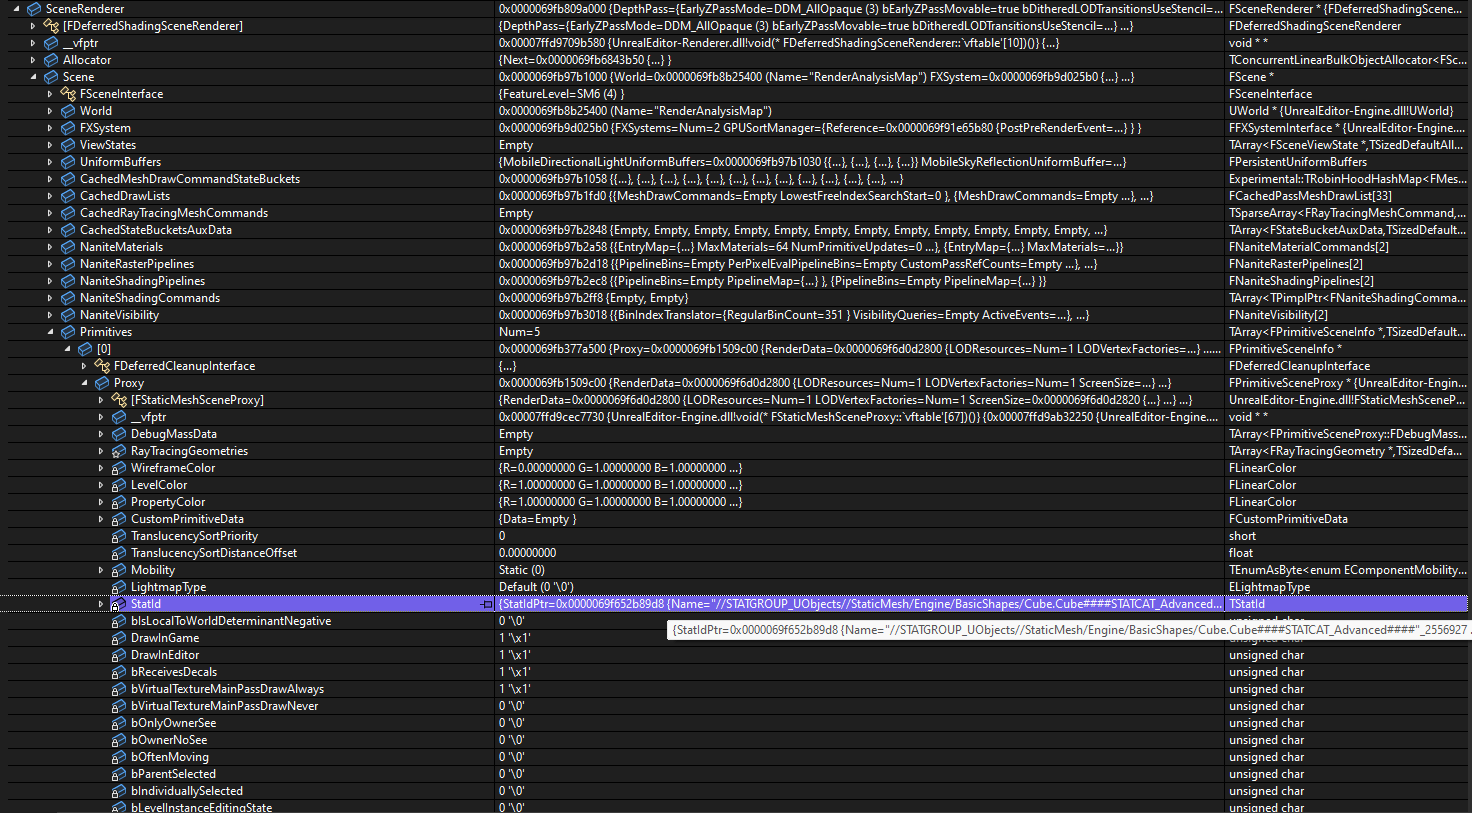 SceneRenderer 0x0000069fb809a000 {DepthPass={EarlyZPassMode=DDM_AllOpaque (3) bEarlyZPassMovable=true bDitheredLODTransitionsUseStencil=... FSceneRenderer * {FDeferredShadingScene...
[FDeferredShadingSceneRenderer] {DepthPass={EarlyZPassMode=DDM_AllOpaque (3) bEarlyZPassMovable=true bDitheredLODTransitionsUseStencil=...} ...} FDeferredShadingSceneRenderer
__vfptr 0x00007ffd9709b580 {UnrealEditor-Renderer.dll!void(* FDeferredShadingSceneRenderer::`vftable'[10])()} {...} void * *
Allocator {Next=0x0000069fb6843b50 {...} } TConcurrentLinearBulkObjectAllocator<FSc...
Scene 0x0000069fb97b1000 {World=0x0000069fb8b25400 (Name="RenderAnalysisMap") FXSystem=0x0000069fb9d025b0 {...} ...} FScene *
FSceneInterface {FeatureLevel=SM6 (4) } FSceneInterface
World 0x0000069fb8b25400 (Name="RenderAnalysisMap") UWorld * {UnrealEditor-Engine.dll!UWorld}
FXSystem 0x0000069fb9d025b0 {FXSystems=Num=2 GPUSortManager={Reference=0x0000069f91e65b80 {PostPreRenderEvent=...} } } FFXSystemInterface * {UnrealEditor-Engine....
ViewStates Empty TArray<FSceneViewState *,TSizedDefaultAll...
UniformBuffers {MobileDirectionalLightUniformBuffers=0x0000069fb97b1030 {{...}, {...}, {...}, {...}} MobileSkyReflectionUniformBuffer=...} FPersistentUniformBuffers
CachedMeshDrawCommandStateBuckets 0x0000069fb97b1058 {{...}, {...}, {...}, {...}, {...}, {...}, {...}, {...}, {...}, {...}, {...}, {...}, ...} Experimental::TRobinHoodHashMap<FMes...
CachedDrawLists 0x0000069fb97b1fd0 {{MeshDrawCommands=Empty LowestFreeIndexSearchStart=0 }, {MeshDrawCommands=Empty ...}, ...} FCachedPassMeshDrawList[33]
CachedRayTracingMeshCommands Empty TSparseArray<FRayTracingMeshCommand,...
CachedStateBucketsAuxData 0x0000069fb97b2848 {Empty, Empty, Empty, Empty, Empty, Empty, Empty, Empty, Empty, Empty, Empty, ...} TArray<FStateBucketAuxData,TSizedDefault...
NaniteMaterials 0x0000069fb97b2a58 {{EntryMap={...} MaxMaterials=64 NumPrimitiveUpdates=0 ...}, {EntryMap={...} MaxMaterials=...}} FNaniteMaterialCommands[2]
NaniteRasterPipelines 0x0000069fb97b2d18 {{PipelineBins=Empty PerPixelEvalPipelineBins=Empty CustomPassRefCounts=Empty ...}, ...} FNaniteRasterPipelines[2]
NaniteShadingPipelines 0x0000069fb97b2ec8 {{PipelineBins=Empty PipelineMap={...} }, {PipelineBins=Empty PipelineMap={...} }} FNaniteShadingPipelines[2]
NaniteShadingCommands 0x0000069fb97b2ff8 {Empty, Empty} TArray<TPimplPtr<FNaniteShadingComma...
NaniteVisibility 0x0000069fb97b3018 {{BinIndexTranslator={RegularBinCount=351 } VisibilityQueries=Empty ActiveEvents=...}, ...} FNaniteVisibility[2]
Primitives Num=5 TArray<FPrimitiveSceneInfo *,TSizedDefault...
[0] 0x0000069fb377a500 {Proxy=0x0000069fb1509c00 {RenderData=0x0000069f6d0d2800 {LODResources=Num=1 LODVertexFactories=...} ...... FPrimitiveSceneInfo *
FDeferredCleanupInterface {...} FDeferredCleanupInterface
Proxy 0x0000069fb1509c00 {RenderData=0x0000069f6d0d2800 {LODResources=Num=1 LODVertexFactories=Num=1 ScreenSize=...} ...} FPrimitiveSceneProxy * {UnrealEditor-Engin...
[FStaticMeshSceneProxy] {RenderData=0x0000069f6d0d2800 {LODResources=Num=1 LODVertexFactories=Num=1 ScreenSize=0x0000069f6d0d2820 {...} ...} ...} UnrealEditor-Engine.dll!FStaticMeshSceneP...
__vfptr 0x00007ffd9cec7730 {UnrealEditor-Engine.dll!void(* FStaticMeshSceneProxy::`vftable'[67])()} {0x00007ffd9ab32250 {UnrealEditor-Engine.... void * *
DebugMassData Empty TArray<FPrimitiveSceneProxy::FDebugMass...
RayTracingGeometries Empty TArray<FRayTracingGeometry *,TSizedDefa...
WireframeColor {R=0.00000000 G=1.00000000 B=1.00000000 ...} FLinearColor
LevelColor {R=1.00000000 G=1.00000000 B=1.00000000 ...} FLinearColor
PropertyColor {R=1.00000000 G=1.00000000 B=1.00000000 ...} FLinearColor
CustomPrimitiveData {Data=Empty } FCustomPrimitiveData
TranslucencySortPriority 0 short
TranslucencySortDistanceOffset 0.00000000 float
Mobility Static (0) TEnumAsByte<enum EComponentMobility...
LightmapType Default (0 '\0') ELightmapType
StatId {StatIdPtr=0x0000069f652b89d8 {Name="//STATGROUP_UObjects//StaticMesh/Engine/BasicShapes/Cube.Cube####STATCAT_Advanced... TStatId
bIsLocalToWorldDeterminantNegative 0 '\0'
{StatIdPtr=0x0000069f652b89d8 {Name="//STATGROUP_UObjects//StaticMesh/Engine/BasicShapes/Cube.Cube####STATCAT_Advanced####"_2556927
DrawInGame 1 '\x1'
DrawInEditor 1 '\x1' unsigned char
bReceivesDecals 1 '\x1' unsigned char
bVirtualTextureMainPassDrawAlways 1 '\x1' unsigned char
bVirtualTextureMainPassDrawNever 0 '\0' unsigned char
bOnlyOwnerSee 0 '\0' unsigned char
bOwnerNoSee 0 '\0' unsigned char
bOftenMoving 0 '\0' unsigned char
bParentSelected 0 '\0' unsigned char
bIndividuallySelected 0 '\0' unsigned char
bLevelInstanceEditingState 0 '\0' unsigned char